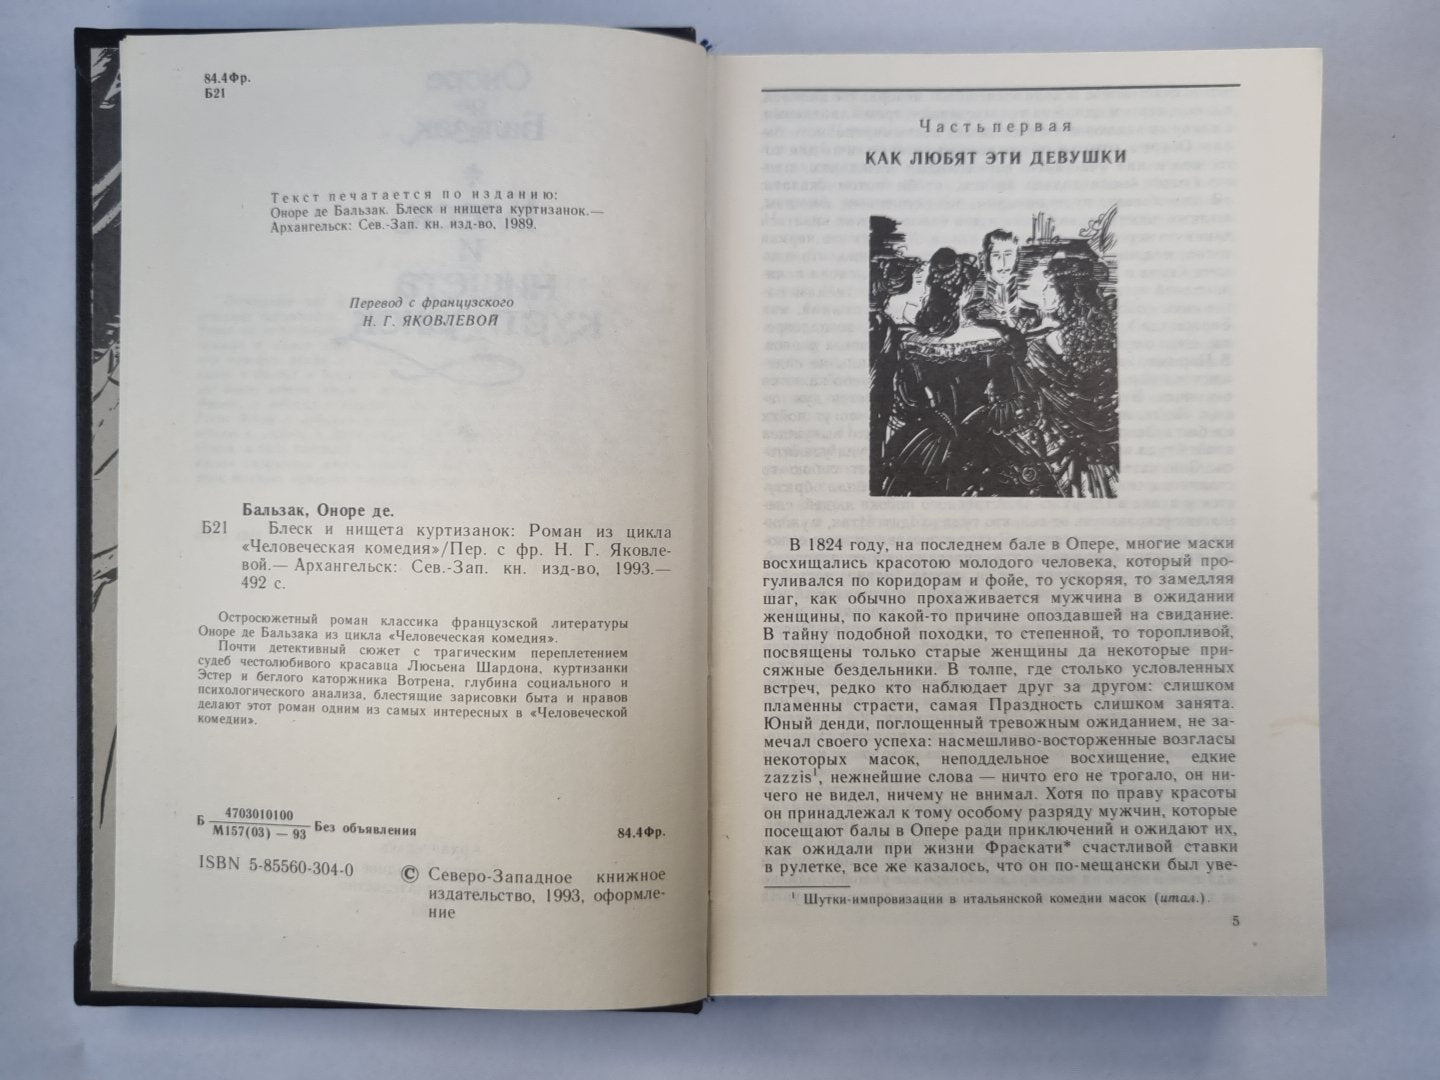 84.4Фр.
Б21
Текст печатается по изданию:
Оноре де Бальзак. Блеск и нищета куртизанок.—
Архангельск: Сев.-Зап. кн. изд-во, 1989.
Перевод с французского
Н. Г. ЯКОВЛЕВОЙ
Бальзак, Оноре де.
Б21 Блеск и нищета куртизанок: Роман из цикла
«Человеческая комедия»/Пер. с фр. Н. Г. Яковле-
вой.— Архангельск: Сев.-Зап. кн. изд-во, 1993.—
492 с.
Остросюжетный роман классика французской литературы
Оноре де Бальзака из цикла «Человеческая комедия».
Почти детективный сюжет с трагическим переплетением
судеб честолюбивого красавца Люсьена Шардона, куртизанки
Эстер и беглого каторжника Вотрена, глубина социального и
психологического анализа, блестящие зарисовки быта и нравов
делают этот роман одним из самых интересных в «Человеческой
комедии».
Б 4703010100
М157(03) — 93 Без объявления 84.4Фр.
ISBN 5-85560-304-0
© Северо-Западное книжное
издательство, 1993, оформле-
ние
Часть первая
КАК ЛЮБЯТ ЭТИ ДЕВУШКИ
В 1824 году, на последнем бале в Опере, многие маски
восхищались красотою молодого человека, который про-
гуливался по коридорам и фойе, то ускоряя, то замедляя
шаг, как обычно прохаживается мужчина в ожидании
женщины, по какой-то причине опоздавшей на свидание.
В тайну подобной походки, то степенной, то торопливой,
посвящены только старые женщины да некоторые при-
сяжные бездельники. В толпе, где столько условленных
встреч, редко кто наблюдает друг за другом: слишком
пламенны страсти, самая Праздность слишком занята.
Юный денди, поглощенный тревожным ожиданием, не за-
мечал своего успеха: насмешливо-восторженные возгласы
некоторых масок, неподдельное восхищение, едкие
zazzis¹, нежнейшие слова — ничто его не трогало, он ни-
чего не видел, ничему не внимал. Хотя по праву красоты
он принадлежал к тому особому разряду мужчин, которые
посещают балы в Опере ради приключений и ожидают их,
как ожидали при жизни Фраскати* счастливой ставки
в рулетке, все же казалось, что он по-мещански был уве-
¹ Шутки-импровизации в итальянской комедии масок (итал.).
5